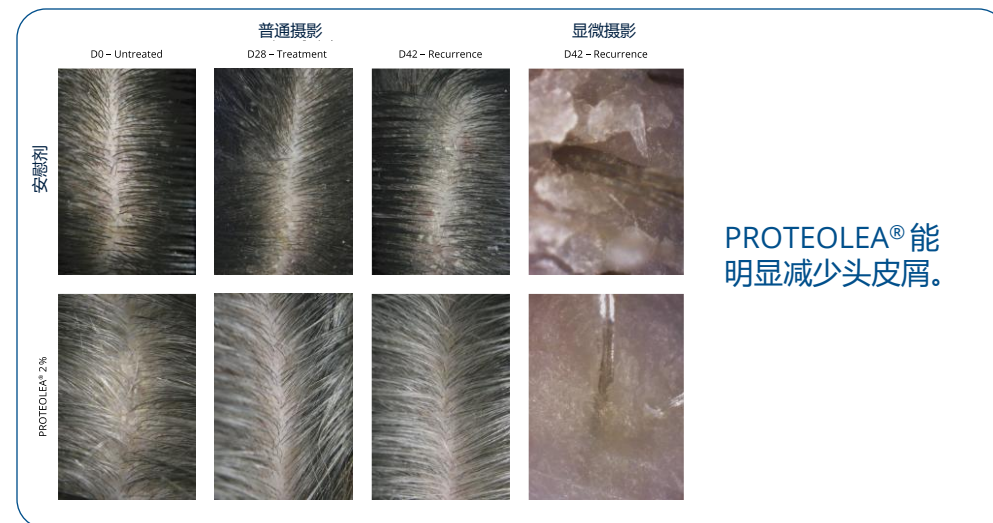 普通摄影
显微摄影
D0 – Untreated
D28 – Treatment
D42 – Recurrence
D42 – Recurrence
安慰剂
PROTEOLEA® 能
明显减少头皮屑。
PROTEOLEA® 2%